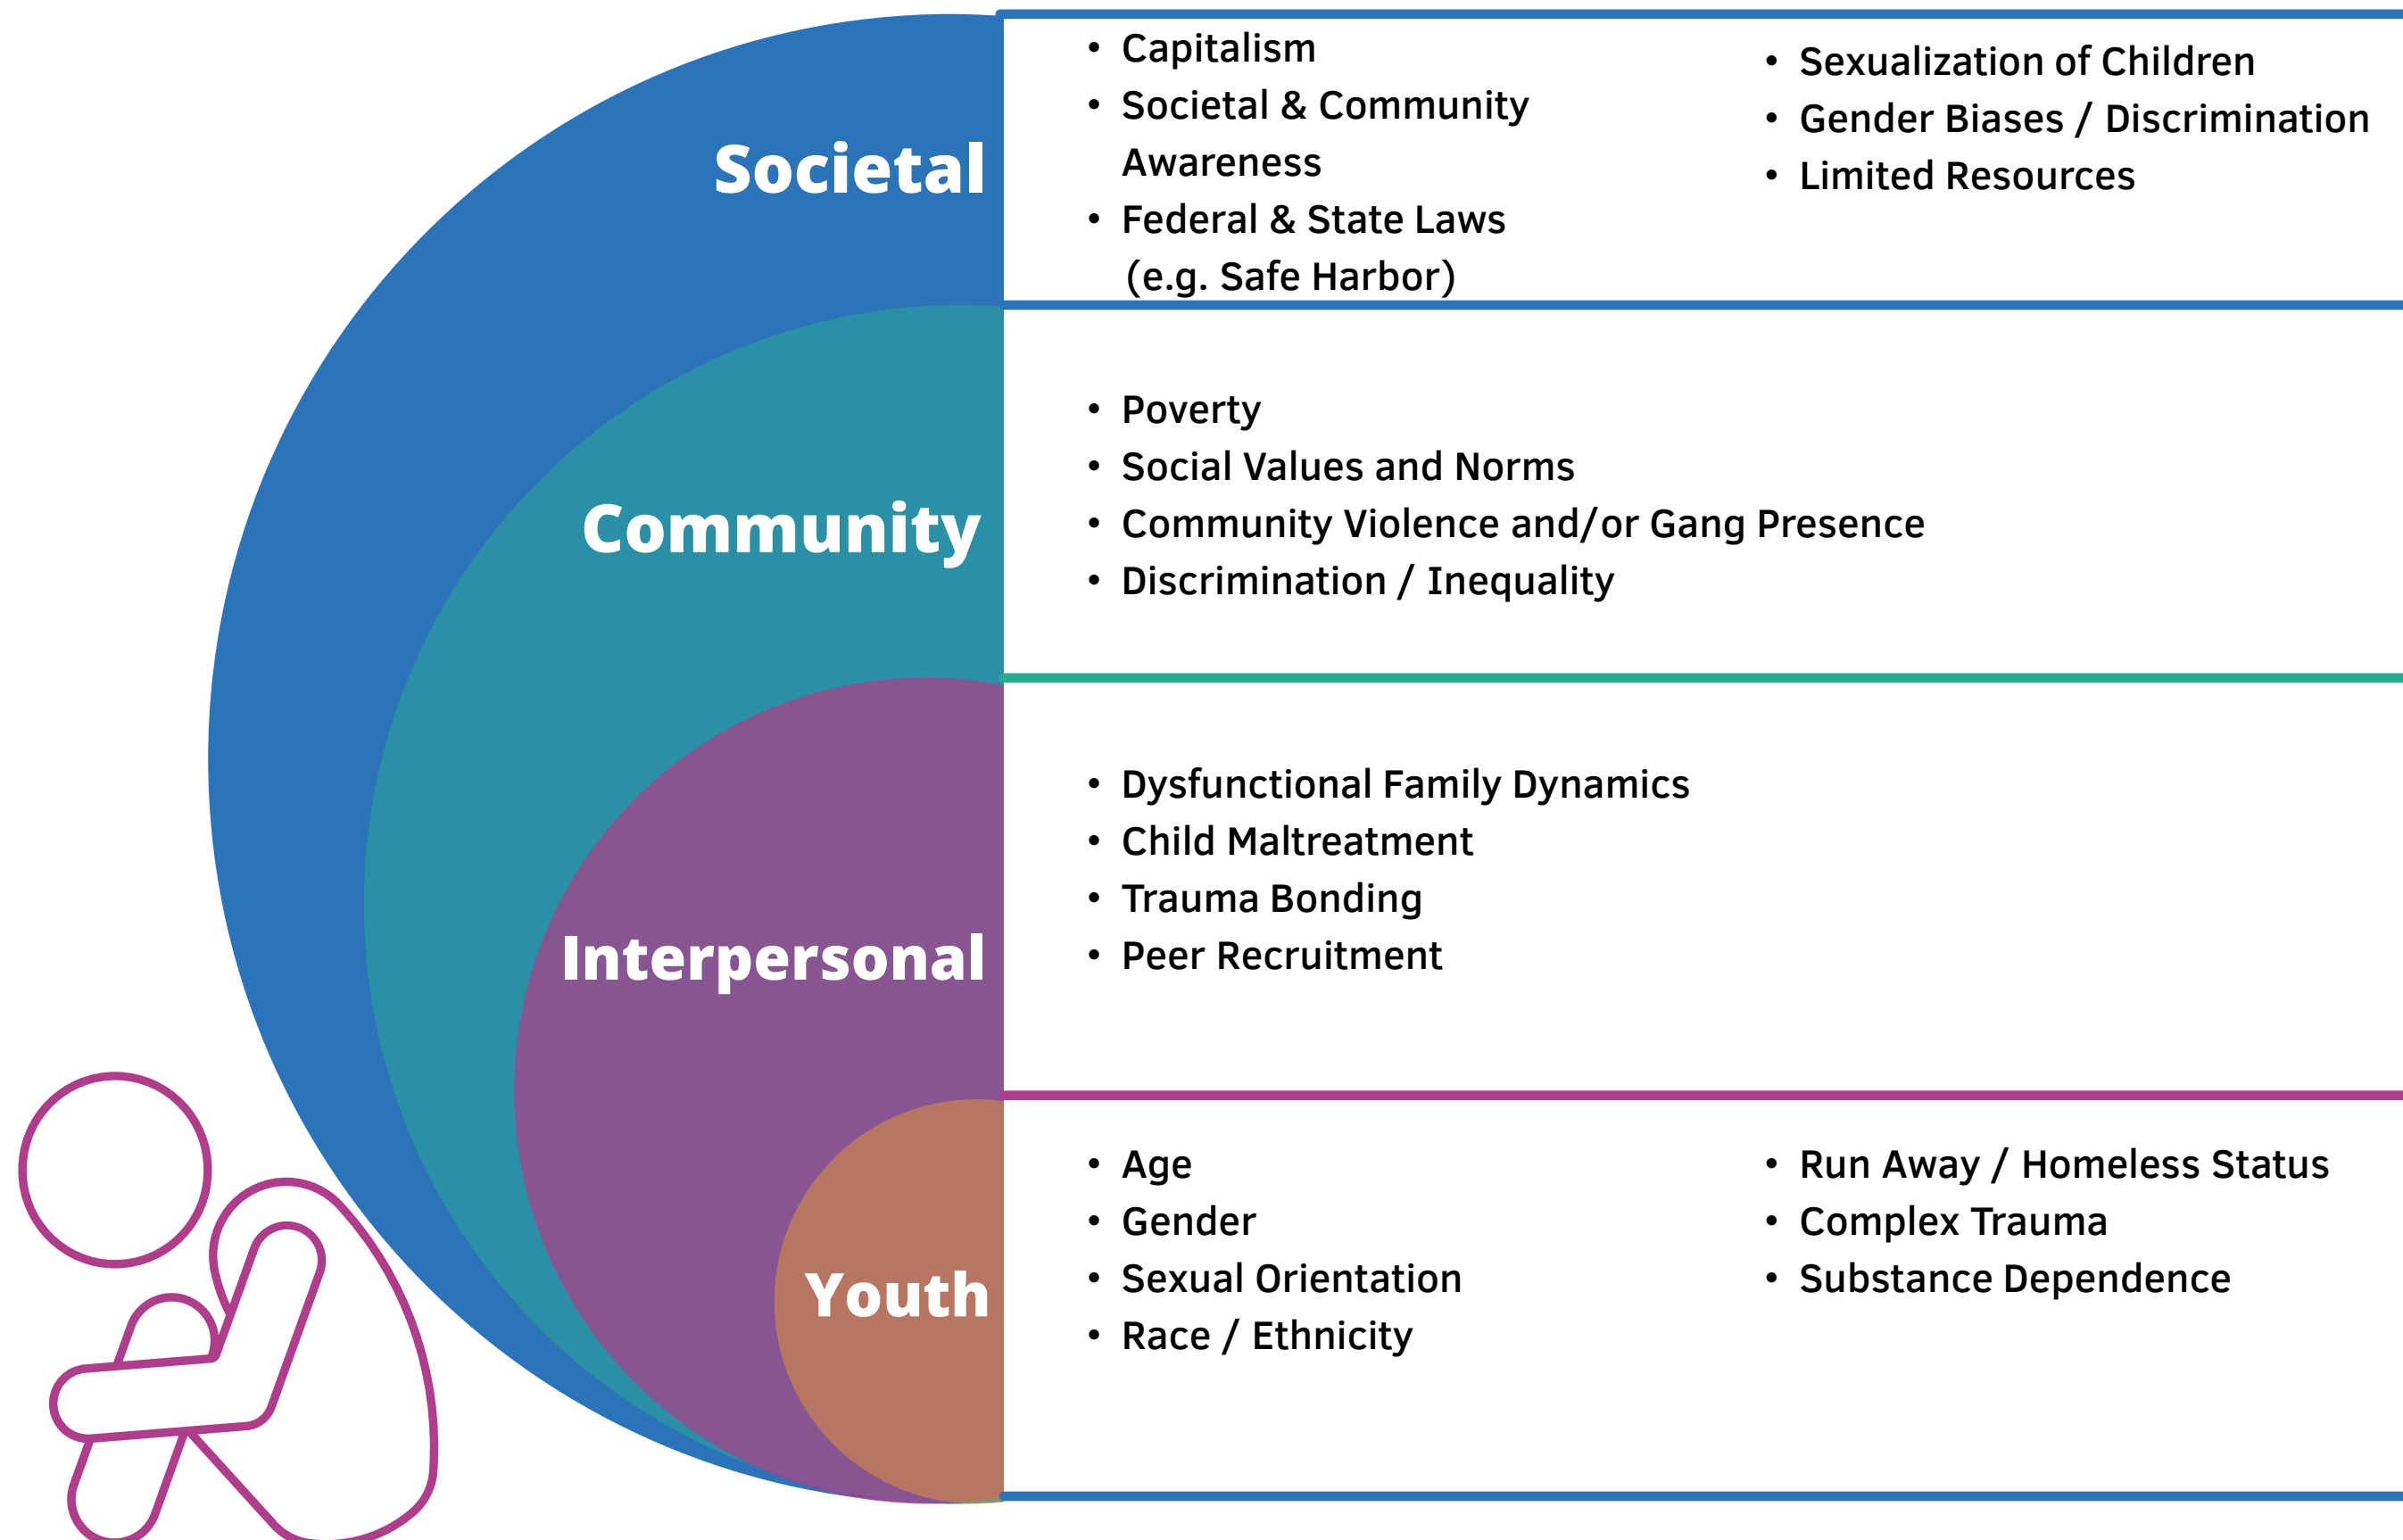 Societal
• Capitalism
• Societal & Community
Awareness
• Federal & State Laws
(e.g. Safe Harbor)
• Sexualization of Children
• Gender Biases / Discrimination
• Limited Resources
Community
• Poverty
• Social Values and Norms
• Community Violence and/or Gang Presence
• Discrimination / Inequality
Interpersonal
• Dysfunctional Family Dynamics
• Child Maltreatment
• Trauma Bonding
• Peer Recruitment
Youth
• Age
• Gender
• Sexual Orientation
• Race / Ethnicity
• Run Away / Homeless Status
• Complex Trauma
• Substance Dependence